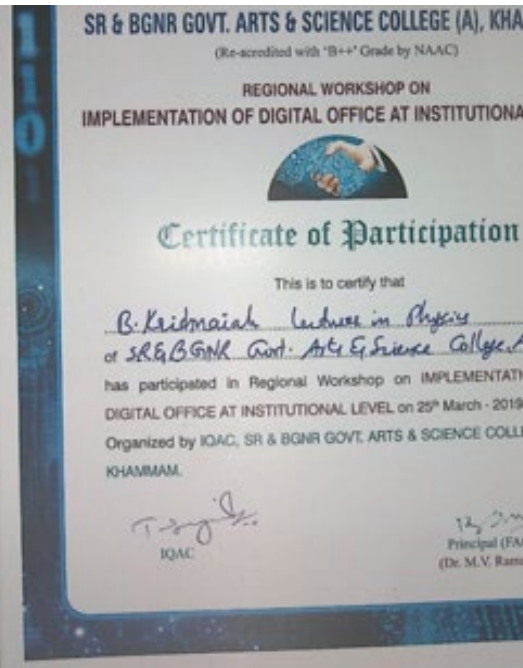 SR & BGNR GOVT. ARTS & SCIENCE COLLEGE (A), KHA
(Re-accredited with 'B++' Grade by NAAC)
REGIONAL WORKSHOP ON
IMPLEMENTATION OF DIGITAL OFFICE AT INSTITUTIONA
Certificate of Participation
This is to certify that
B. Krishnaiah Lecturer in Physics
of SR & BGNR Govt. Arts & Science College, A
has participated in Regional Workshop on IMPLEMENTATI
DIGITAL OFFICE AT INSTITUTIONAL LEVEL on 25th March - 2019
Organized by IQAC, SR & BGNR GOVT. ARTS & SCIENCE COLL
KHAMMAM.
IQAC
Principal (FA
(Dr. M.V. Ram